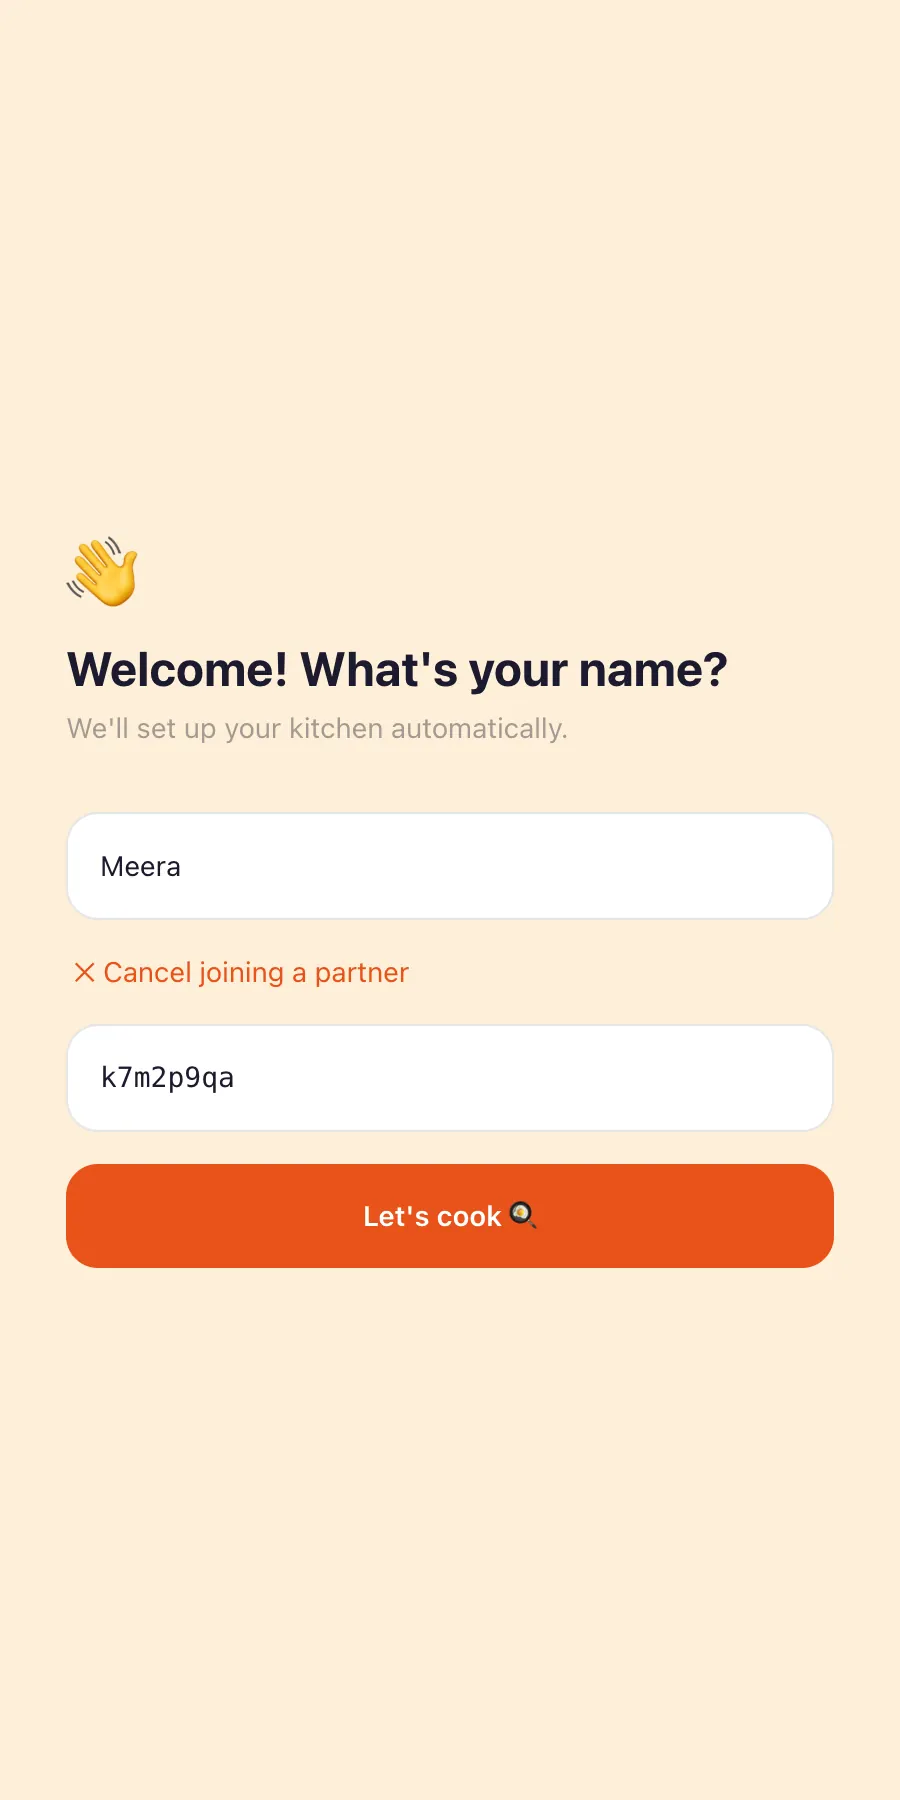 Welcome! What's your name?
We'll set up your kitchen automatically.
Meera
Cancel joining a partner
k7m2p9qa
Let's cook 🍳